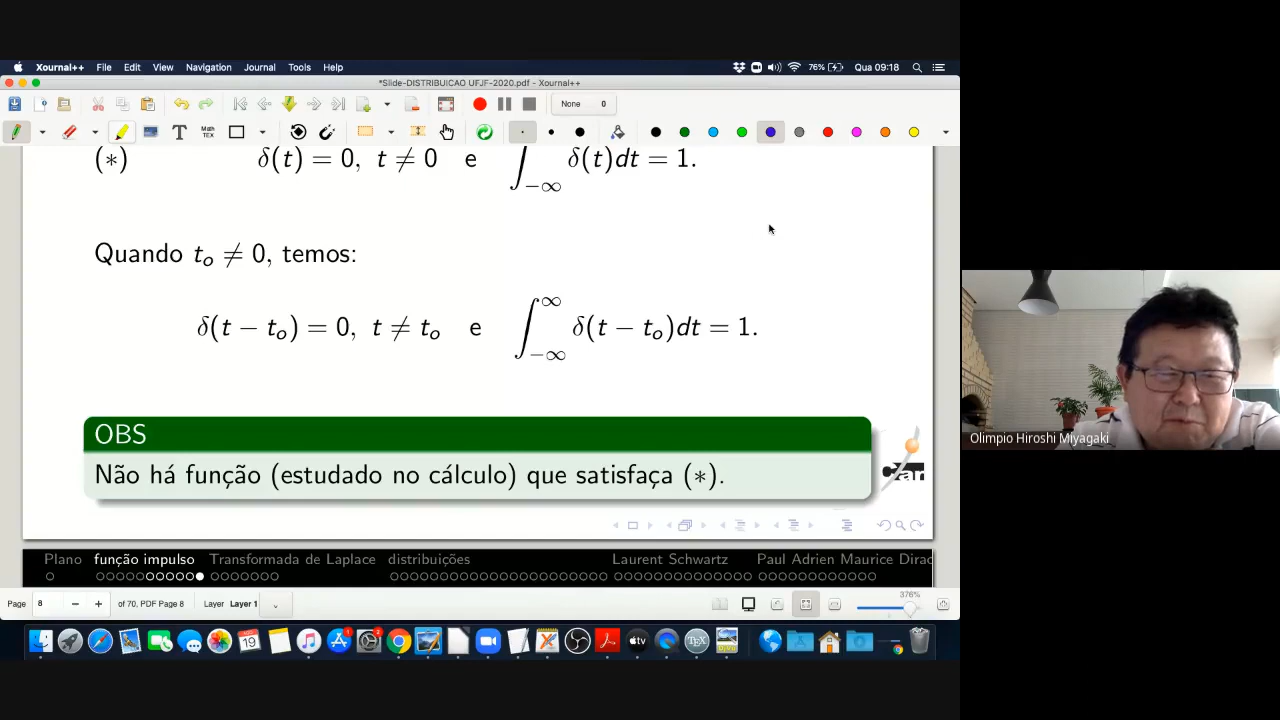 Xournal++ File Edit View Navigation Journal Tools Help 76% Qua 09:18
*Slide-DISTRIBUICAO UFJF-2020.pdf - Xournal++
None 0
T Math TEX
(∗) δ(t) = 0, t ≠ 0 e ∫_{−∞} δ(t)dt = 1.
Quando t_o ≠ 0, temos:
δ(t − t_o) = 0, t ≠ t_o e ∫_{−∞}^{∞} δ(t − t_o)dt = 1.
OBS
Não há função (estudado no cálculo) que satisfaça (∗).
Plano função impulso Transformada de Laplace distribuições Laurent Schwartz Paul Adrien Maurice Dirac
Page 8 of 70, PDF Page 8 Layer Layer 1 376%
Olimpio Hiroshi Miyagaki